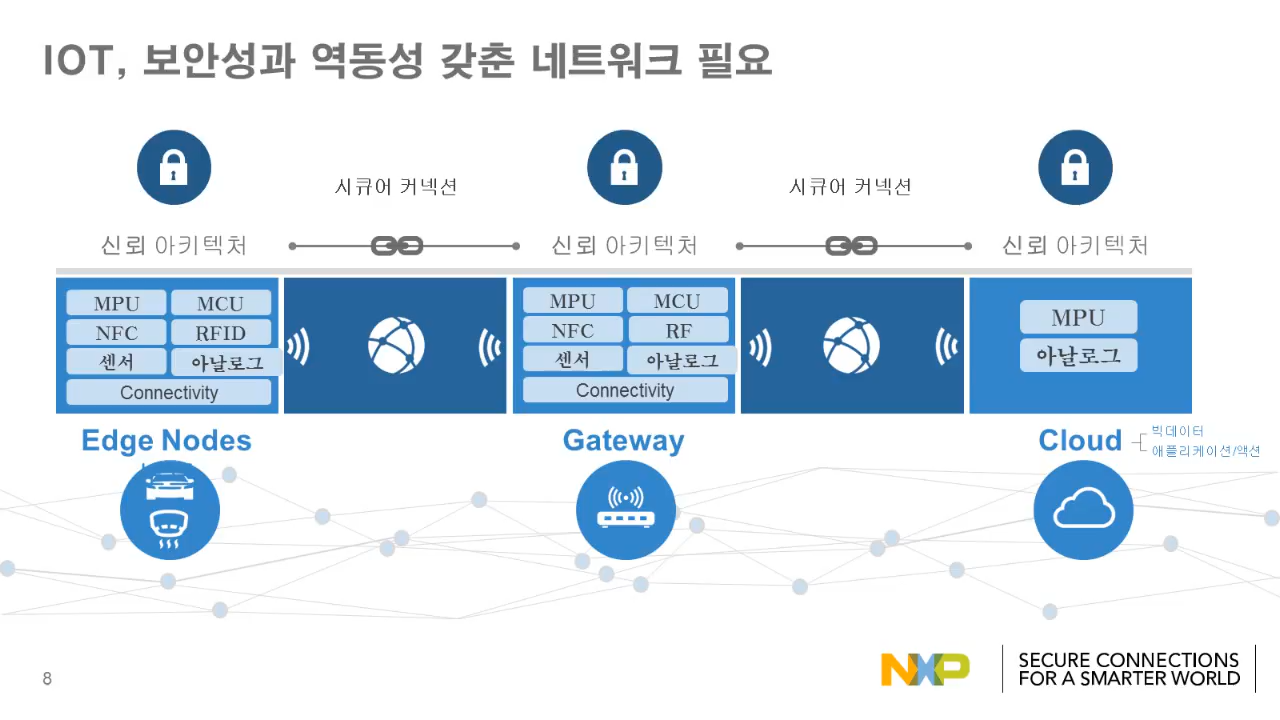 IOT, 보안성과 역동성 갖춘 네트워크 필요
시큐어 커넥션
시큐어 커넥션
신뢰 아키텍처
신뢰 아키텍처
신뢰 아키텍처
MPU MCU
NFC RFID
센서 아날로그
Connectivity
MPU MCU
NFC RF
센서 아날로그
Connectivity
MPU
아날로그
Edge Nodes
Gateway
Cloud
빅데이터
애플리케이션/액션
8
NXP
SECURE CONNECTIONS
FOR A SMARTER WORLD